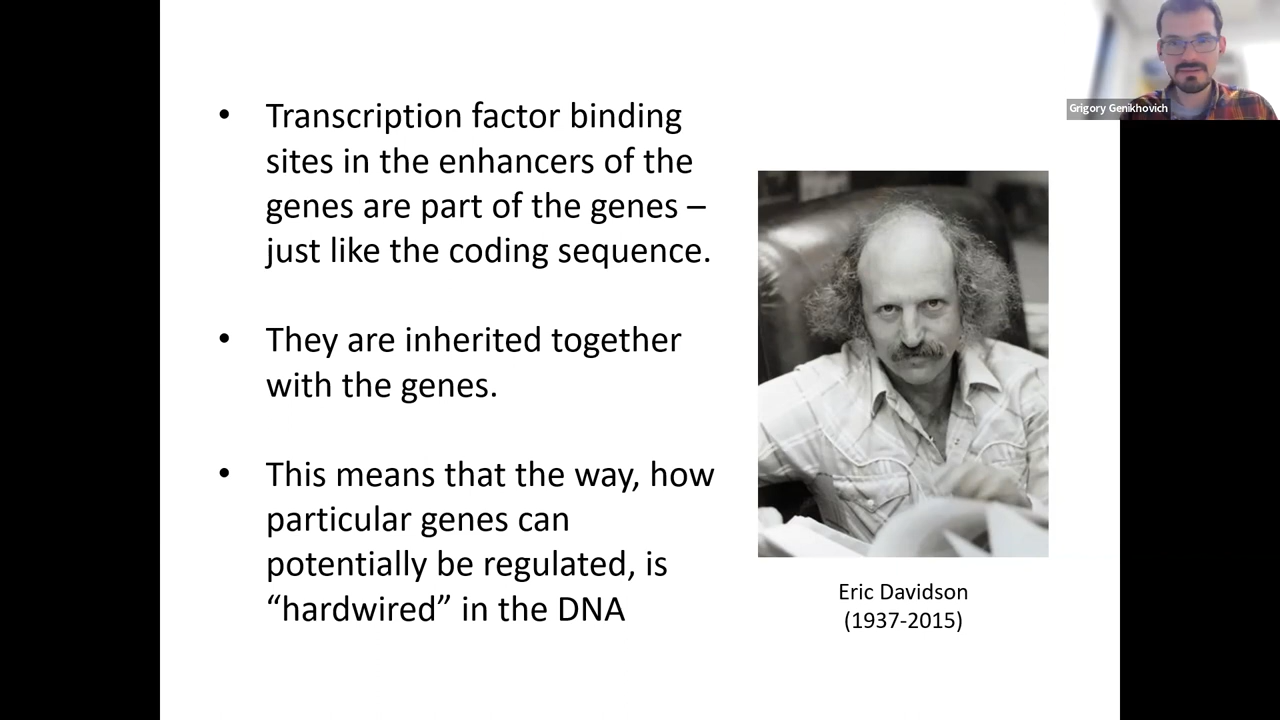 Grigory Genikhovich
• Transcription factor binding
sites in the enhancers of the
genes are part of the genes –
just like the coding sequence.
• They are inherited together
with the genes.
• This means that the way, how
particular genes can
potentially be regulated, is
“hardwired” in the DNA
Eric Davidson
(1937-2015)